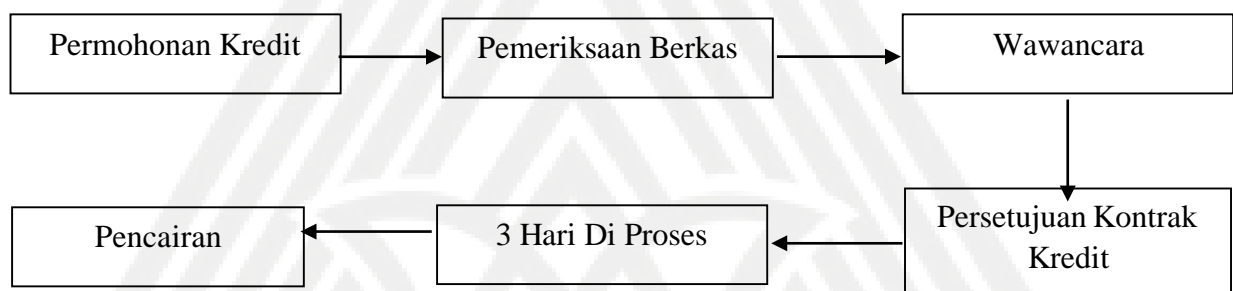 Permohonan Kredit
Pemeriksaan Berkas
Wawancara
Persetujuan Kontrak
Kredit
3 Hari Di Proses
Pencairan